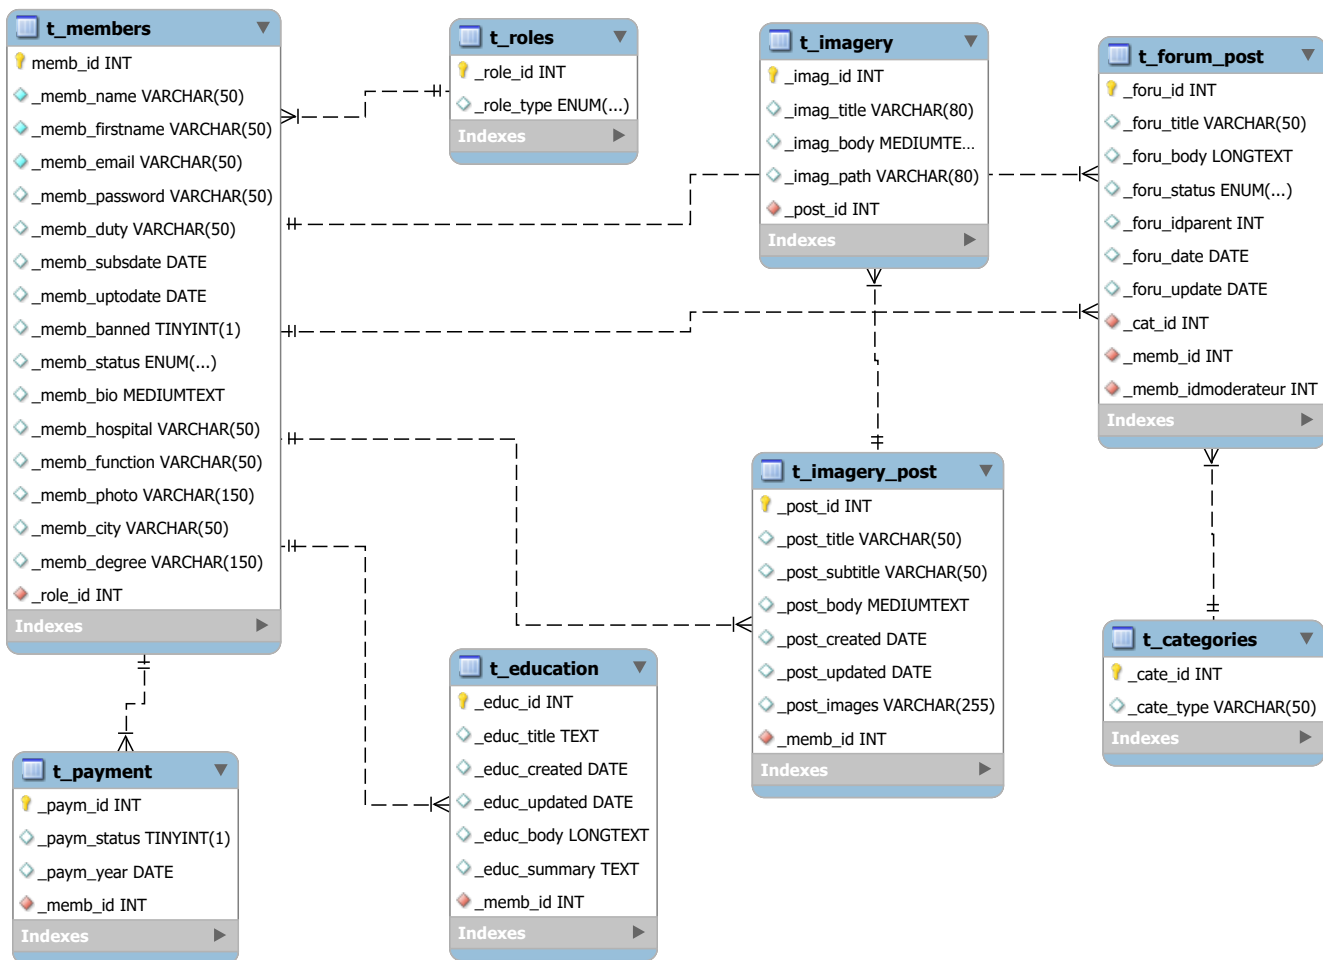 t_members
memb_id INT
_memb_name VARCHAR(50)
_memb_firstname VARCHAR(50)
_memb_email VARCHAR(50)
_memb_password VARCHAR(50)
_memb_duty VARCHAR(50)
_memb_subsdate DATE
_memb_uptodate DATE
_memb_banned TINYINT(1)
_memb_status ENUM(...)
_memb_bio MEDIUMTEXT
_memb_hospital VARCHAR(50)
_memb_function VARCHAR(50)
_memb_photo VARCHAR(150)
_memb_city VARCHAR(50)
_memb_degree VARCHAR(150)
_role_id INT
Indexes
t_roles
_role_id INT
_role_type ENUM(...)
Indexes
t_imagery
_imag_id INT
_imag_title VARCHAR(80)
_imag_body MEDIUMTE...
_imag_path VARCHAR(80)
_post_id INT
Indexes
t_forum_post
_foru_id INT
_foru_title VARCHAR(50)
_foru_body LONGTEXT
_foru_status ENUM(...)
_foru_idparent INT
_foru_date DATE
_foru_update DATE
_cat_id INT
_memb_id INT
_memb_idmoderateur INT
Indexes
t_imagery_post
_post_id INT
_post_title VARCHAR(50)
_post_subtitle VARCHAR(50)
_post_body MEDIUMTEXT
_post_created DATE
_post_updated DATE
_post_images VARCHAR(255)
_memb_id INT
Indexes
t_categories
_cate_id INT
_cate_type VARCHAR(50)
Indexes
t_education
_educ_id INT
_educ_title TEXT
_educ_created DATE
_educ_updated DATE
_educ_body LONGTEXT
_educ_summary TEXT
_memb_id INT
Indexes
t_payment
_paym_id INT
_paym_status TINYINT(1)
_paym_year DATE
_memb_id INT
Indexes